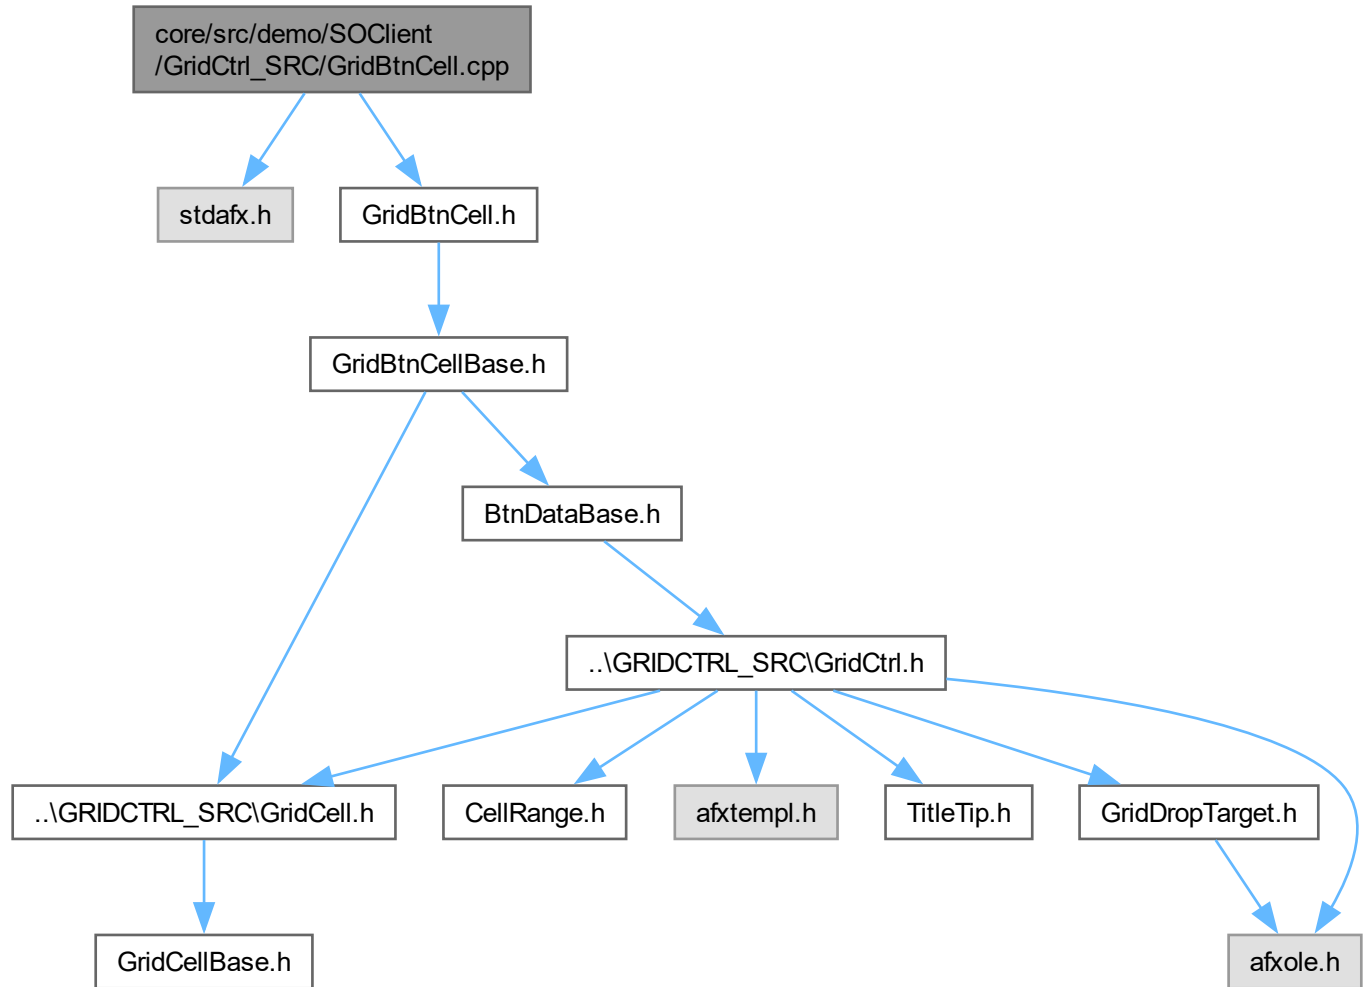 core/src/demo/SOClient
/GridCtrl_SRC/GridBtnCell.cpp
stdafx.h
GridBtnCell.h
GridBtnCellBase.h
BtnDataBase.h
..\GRIDCTRL_SRC\GridCtrl.h
..\GRIDCTRL_SRC\GridCell.h
CellRange.h
afxtempl.h
TitleTip.h
GridDropTarget.h
GridCellBase.h
afxole.h